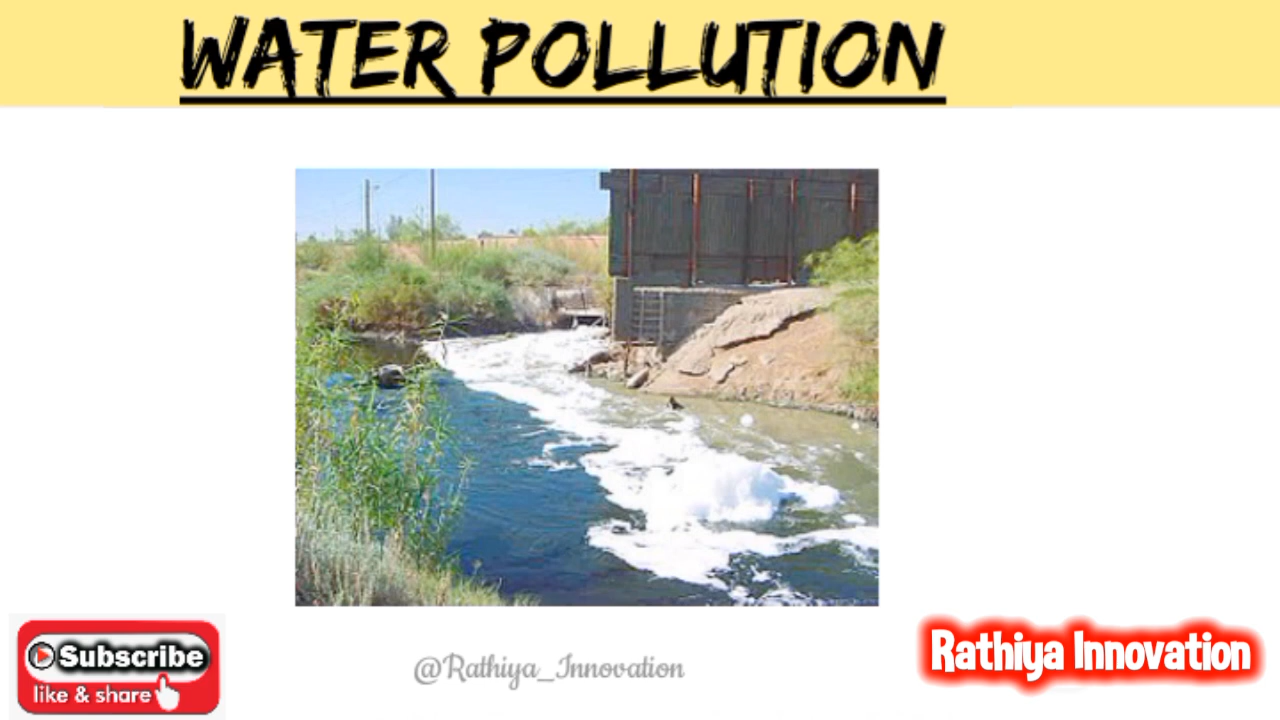 WATER POLLUTION
Subscribe
like & share
@Rathiya_Innovation
Rathiya Innovation